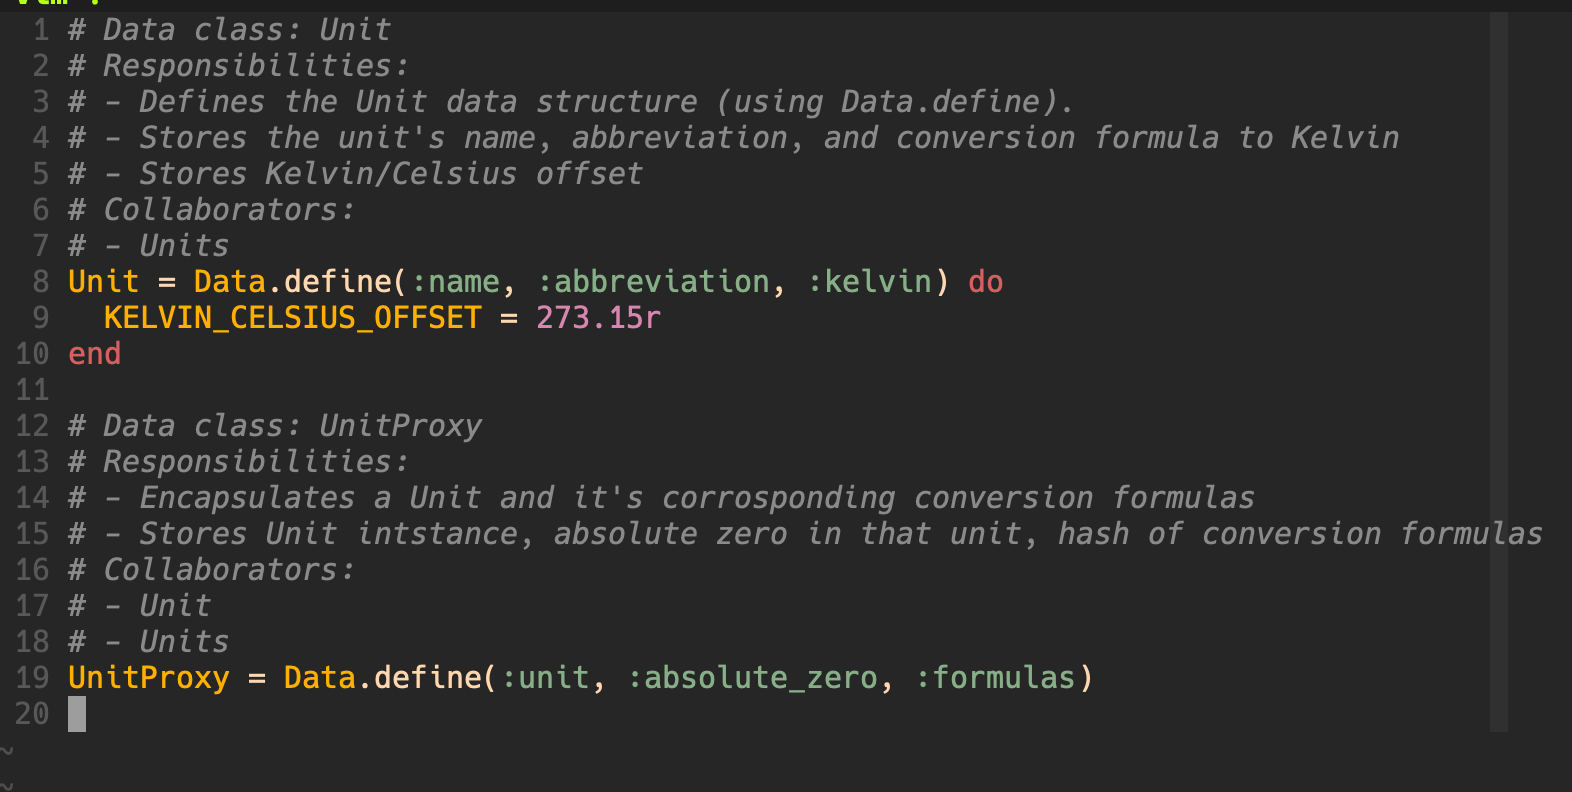 1 # Data class: Unit
2 # Responsibilities:
3 # - Defines the Unit data structure (using Data.define).
4 # - Stores the unit's name, abbreviation, and conversion formula to Kelvin
5 # - Stores Kelvin/Celsius offset
6 # Collaborators:
7 # - Units
8 Unit = Data.define(:name, :abbreviation, :kelvin) do
9   KELVIN_CELSIUS_OFFSET = 273.15r
10 end
11
12 # Data class: UnitProxy
13 # Responsibilities:
14 # - Encapsulates a Unit and it's corrosponding conversion formulas
15 # - Stores Unit intstance, absolute zero in that unit, hash of conversion formulas
16 # Collaborators:
17 # - Unit
18 # - Units
19 UnitProxy = Data.define(:unit, :absolute_zero, :formulas)
20
~
~